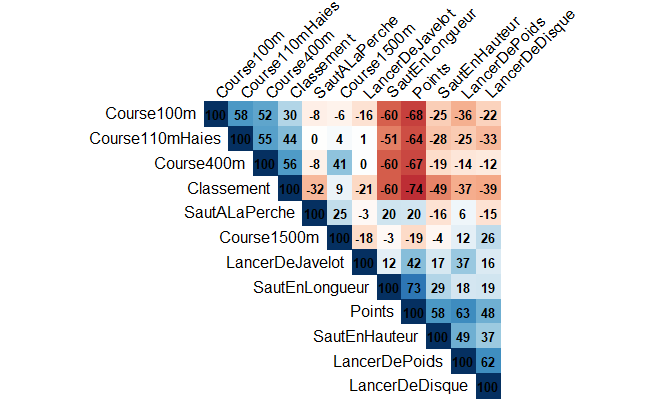 Course100m
Course110mHaies
Course400m
Classement
SautALaPerche
Course1500m
LancerDeJavelot
SautEnLongueur
Points
SautEnHauteur
LancerDePoids
LancerDeDisque
Course100m 100 58 52 30 -8 -6 -16 -60 -68 -25 -36 -22
Course110mHaies 100 55 44 0 4 1 -51 -64 -28 -25 -33
Course400m 100 56 -8 41 0 -60 -67 -19 -14 -12
Classement 100 -32 9 -21 -60 -74 -49 -37 -39
SautALaPerche 100 25 -3 20 20 -16 6 -15
Course1500m 100 -18 -3 -19 -4 12 26
LancerDeJavelot 100 12 42 17 37 16
SautEnLongueur 100 73 29 18 19
Points 100 58 63 48
SautEnHauteur 100 49 37
LancerDePoids 100 62
LancerDeDisque 100